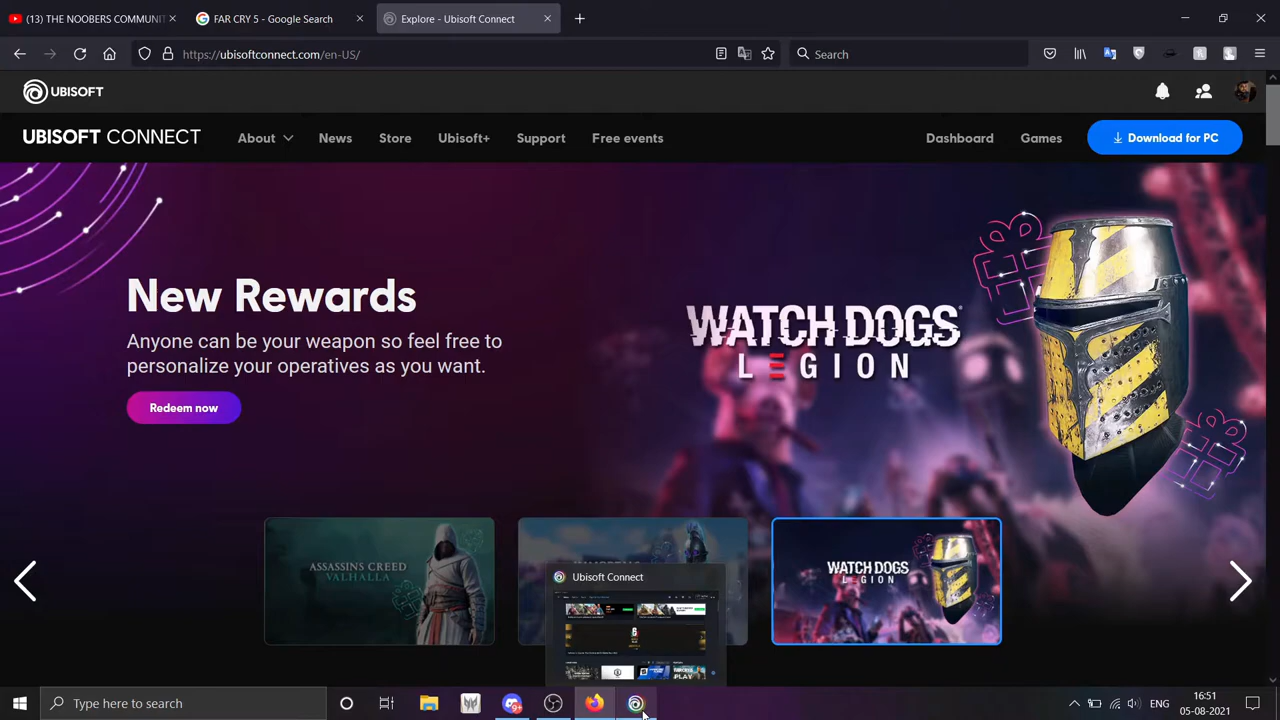 (13) THE NOOBERS COMMUNIT
FAR CRY 5 - Google Search
Explore - Ubisoft Connect
https://ubisoftconnect.com/en-US/
Search
UBISOFT
UBISOFT CONNECT
About
News
Store
Ubisoft+
Support
Free events
Dashboard
Games
Download for PC
New Rewards
Anyone can be your weapon so feel free to
personalize your operatives as you want.
Redeem now
WATCH DOGS
LEGION
ASSASSINS CREED
VALHALLA
WATCH DOGS
LEGION
Ubisoft Connect
Type here to search
ENG
16:51
05-08-2021